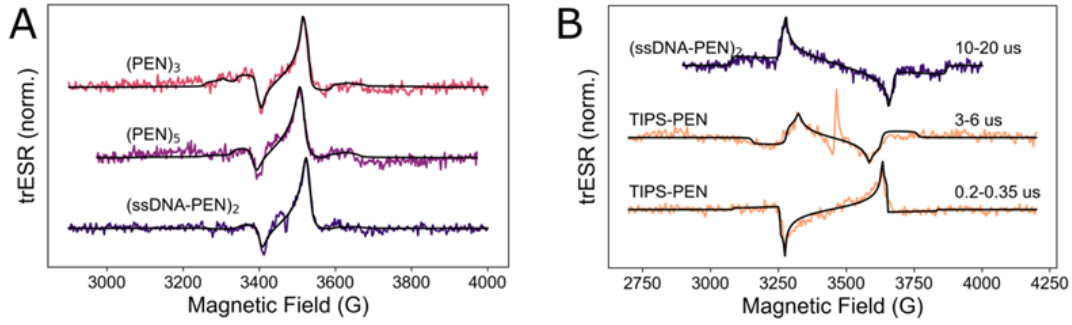 A
trESR (norm.)
(PEN)3
(PEN)5
(ssDNA-PEN)2
3000 3200 3400 3600 3800 4000
Magnetic Field (G)
B
trESR (norm.)
(ssDNA-PEN)2 10-20 us
TIPS-PEN 3-6 us
TIPS-PEN 0.2-0.35 us
2750 3000 3250 3500 3750 4000 4250
Magnetic Field (G)